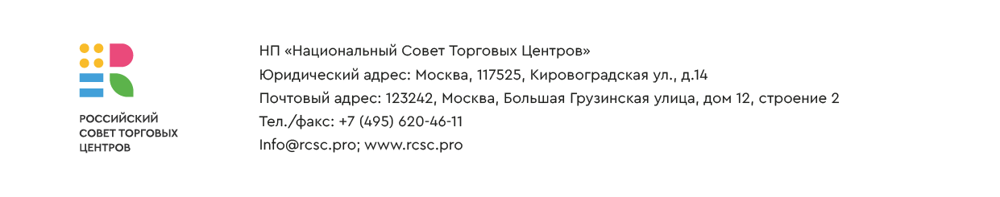 РОССИЙСКИЙ
СОВЕТ ТОРГОВЫХ
ЦЕНТРОВ
НП «Национальный Совет Торговых Центров»
Юридический адрес: Москва, 117525, Кировоградская ул., д.14
Почтовый адрес: 123242, Москва, Большая Грузинская улица, дом 12, строение 2
Тел./факс: +7 (495) 620-46-11
Info@rcsc.pro; www.rcsc.pro